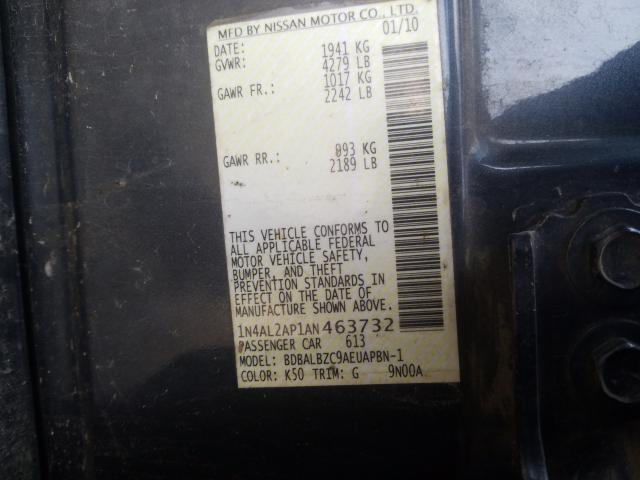 MFD BY NISSAN MOTOR CO., LTD.
01/10
DATE: 1941 KG
GVWR: 4279 LB
1017 KG
GAWR FR.: 2242 LB
893 KG
GAWR RR.: 2189 LB
THIS VEHICLE CONFORMS TO
ALL APPLICABLE FEDERAL
MOTOR VEHICLE SAFETY,
BUMPER, AND THEFT
PREVENTION STANDARDS IN
EFFECT ON THE DATE OF
MANUFACTURE SHOWN ABOVE.
1N4AL2AP1AN463732
PASSENGER CAR 613
MODEL: BDBALBZC9AEUAPBN-1
COLOR: K50 TRIM: G 9N00A